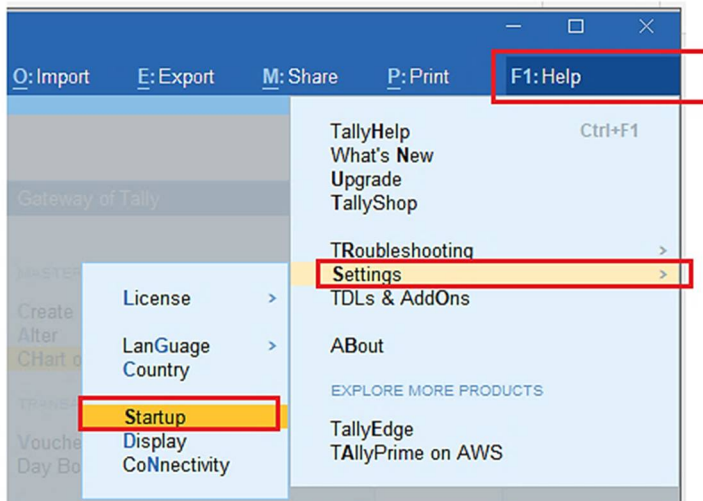 O: Import E: Export M: Share P: Print F1: Help
TallyHelp Ctrl+F1
What's New
Upgrade
TallyShop
Gateway of Tally
TRoubleshooting >
Settings >
TDLs & AddOns
ABout
EXPLORE MORE PRODUCTS
TallyEdge
TAllyPrime on AWS
License >
LanGuage >
Country
Startup
Display
CoNnectivity
Create
Alter
CHart o
Vouche
Day Bo